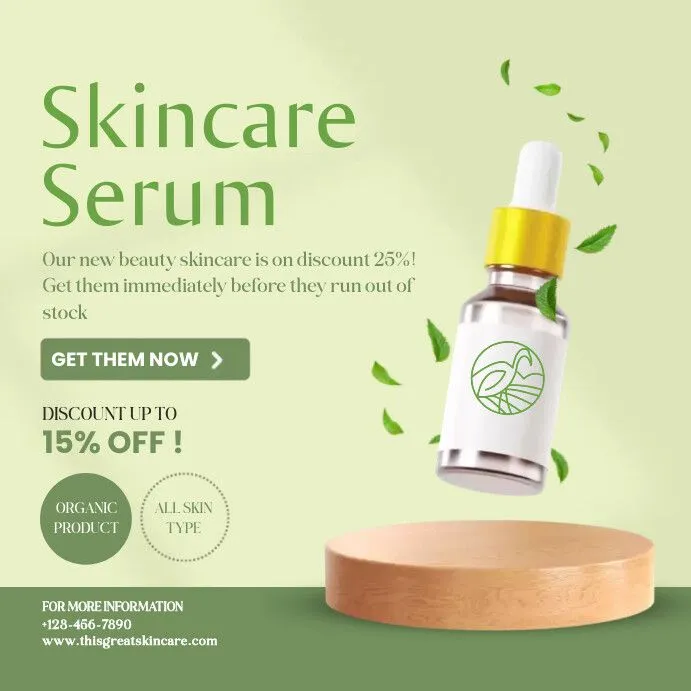 Skincare
Serum
Our new beauty skincare is on discount 25%!
Get them immediately before they run out of
stock
GET THEM NOW
DISCOUNT UP TO
15% OFF !
ORGANIC
PRODUCT
ALL SKIN
TYPE
FOR MORE INFORMATION
+128-456-7890
www.thisgreatskincare.com